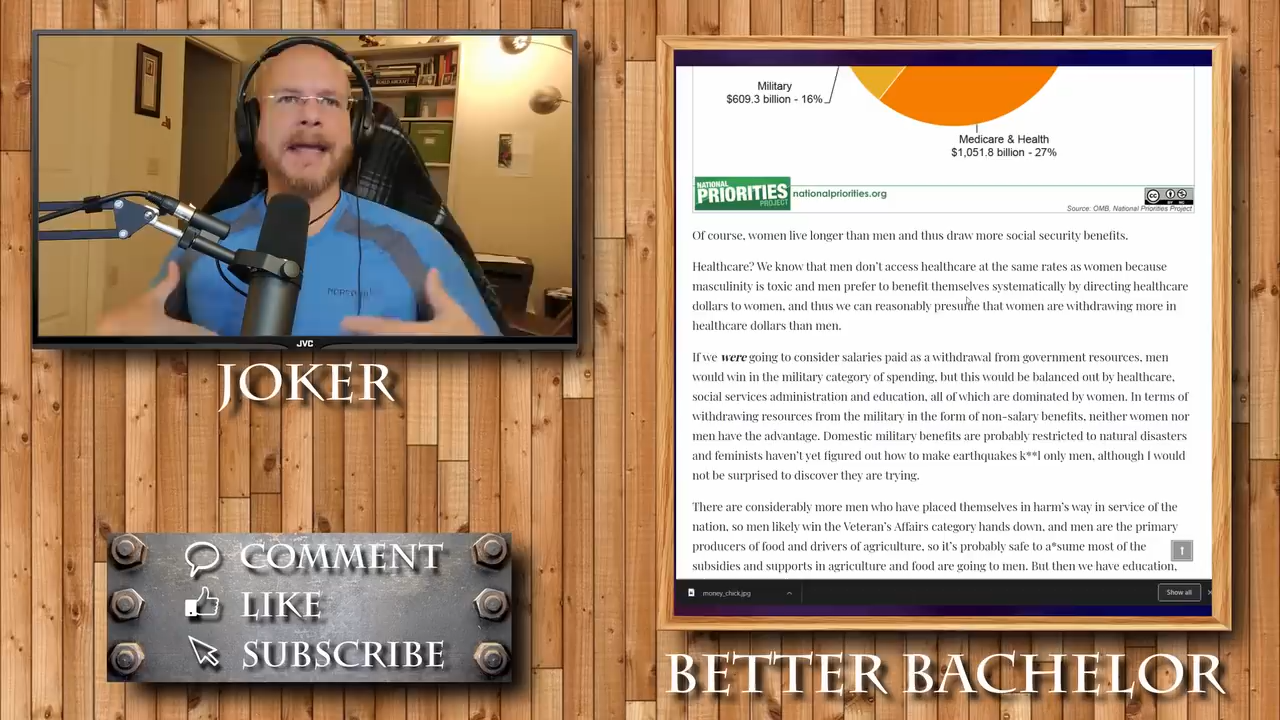 JVC
JOKER
COMMENT
LIKE
SUBSCRIBE
Military
$609.3 billion - 16%
Medicare & Health
$1,051.8 billion - 27%
NATIONAL
PRIORITIES
PROJECT
nationalpriorities.org
Source: OMB, National Priorities Project
Of course, women live longer than men and thus draw more social security benefits.
Healthcare? We know that men don't access healthcare at the same rates as women because
masculinity is toxic and men prefer to benefit themselves systematically by directing healthcare
dollars to women, and thus we can reasonably presume that women are withdrawing more in
healthcare dollars than men.
If we were going to consider salaries paid as a withdrawal from government resources, men
would win in the military category of spending, but this would be balanced out by healthcare,
social services administration and education, all of which are dominated by women. In terms of
withdrawing resources from the military in the form of non-salary benefits, neither women nor
men have the advantage. Domestic military benefits are probably restricted to natural disasters
and feminists haven't yet figured out how to make earthquakes k**l only men, although I would
not be surprised to discover they are trying.
There are considerably more men who have placed themselves in harm's way in service of the
nation, so men likely win the Veteran's Affairs category hands down, and men are the primary
producers of food and drivers of agriculture, so it's probably safe to a*sume most of the
subsidies and supports in agriculture and food are going to men. But then we have education,
money_chick.jpg
Show all
BETTER BACHELOR